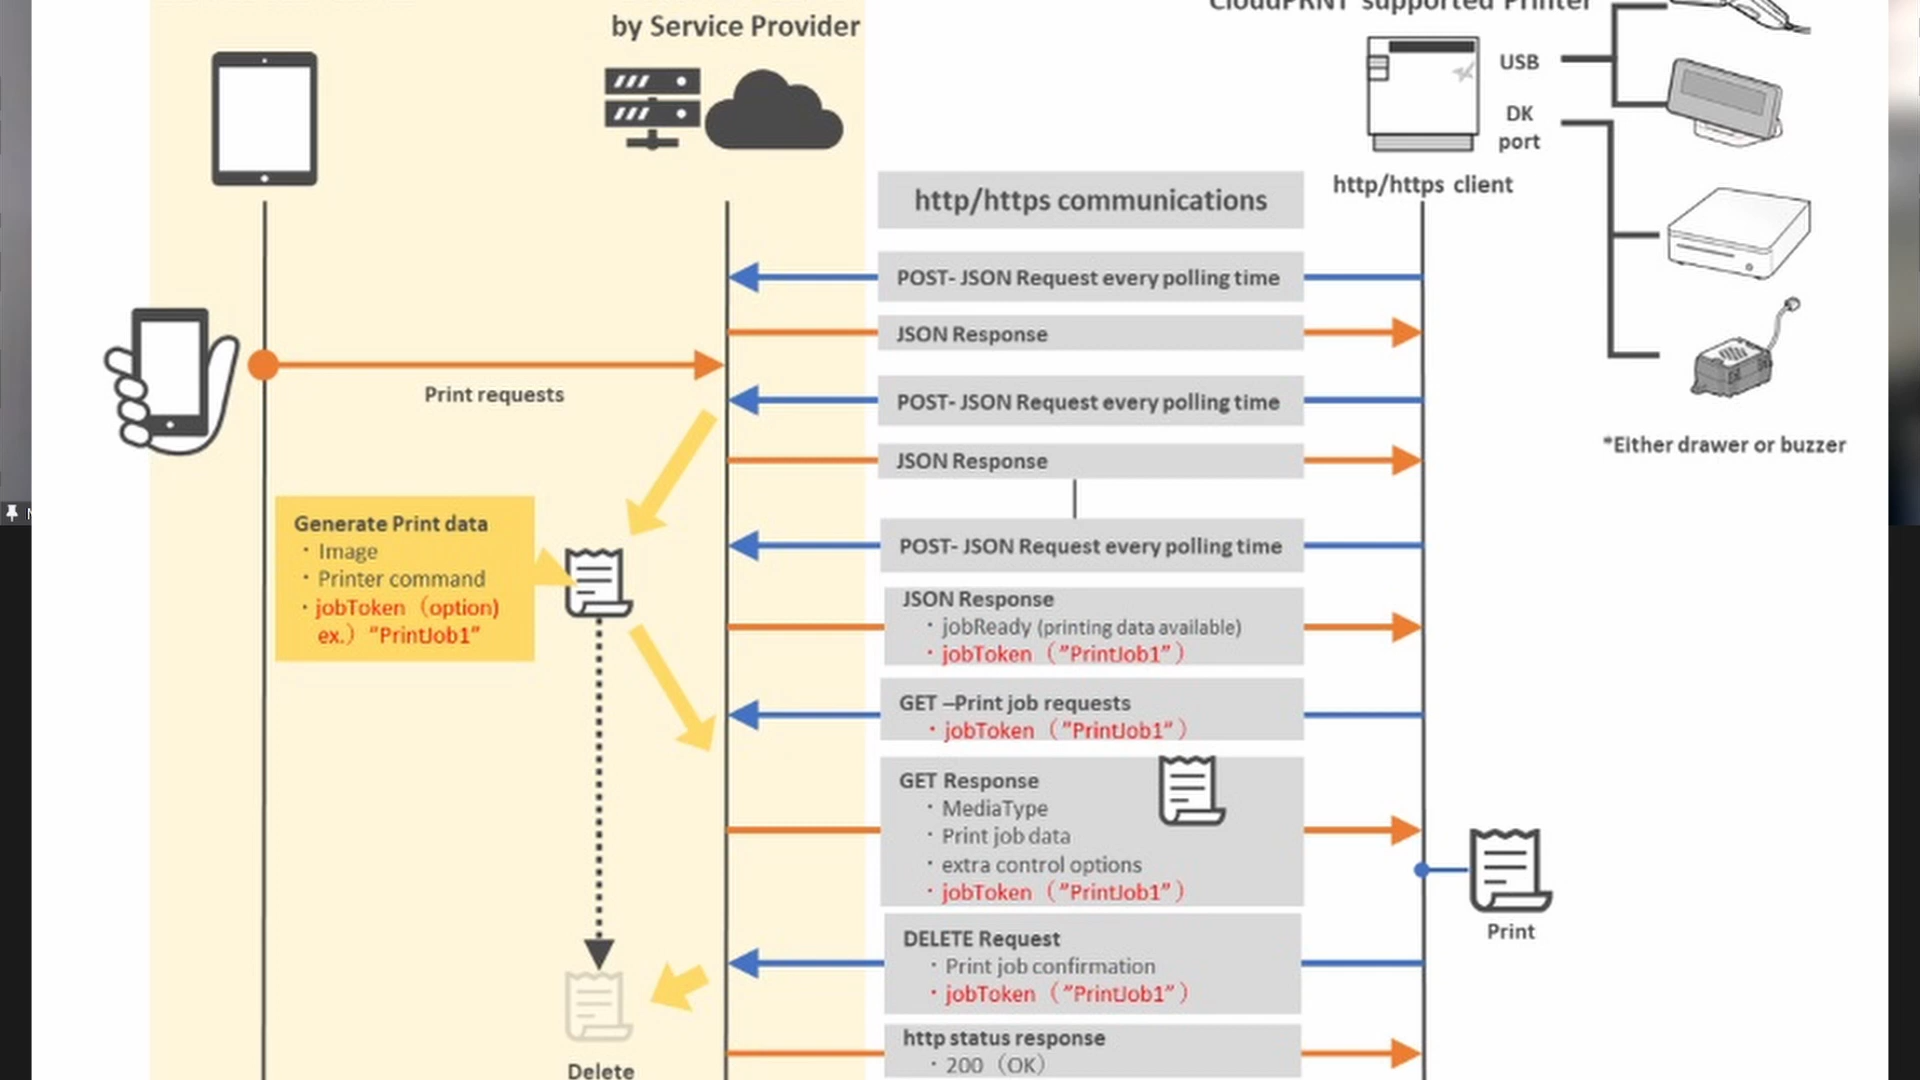 CloudPRNT supported Printer
by Service Provider
USB
DK
port
http/https client
http/https communications
POST- JSON Request every polling time
JSON Response
Print requests
POST- JSON Request every polling time
*Either drawer or buzzer
JSON Response
Generate Print data
・Image
・Printer command
・jobToken（option)
ex.）"PrintJob1"
POST- JSON Request every polling time
JSON Response
・jobReady (printing data available)
・jobToken（"PrintJob1"）
GET –Print job requests
・jobToken（"PrintJob1"）
GET Response
・MediaType
・Print job data
・extra control options
・jobToken（"PrintJob1"）
Print
DELETE Request
・Print job confirmation
・jobToken（"PrintJob1"）
http status response
・200（OK）
Delete